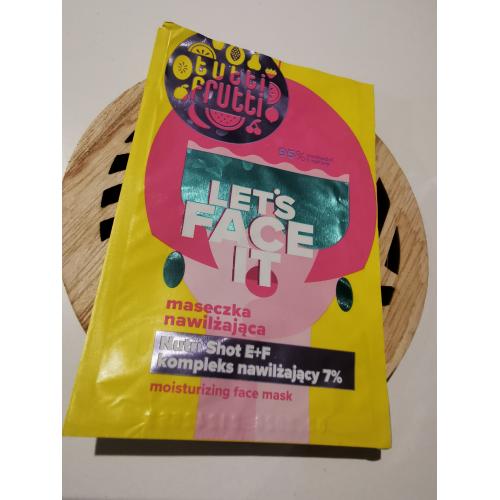 tutti
frutti
LET'S
FACE
IT
maseczka
nawilżająca
Nutri Shot E+F
kompleks nawilżający 7%
moisturizing face mask